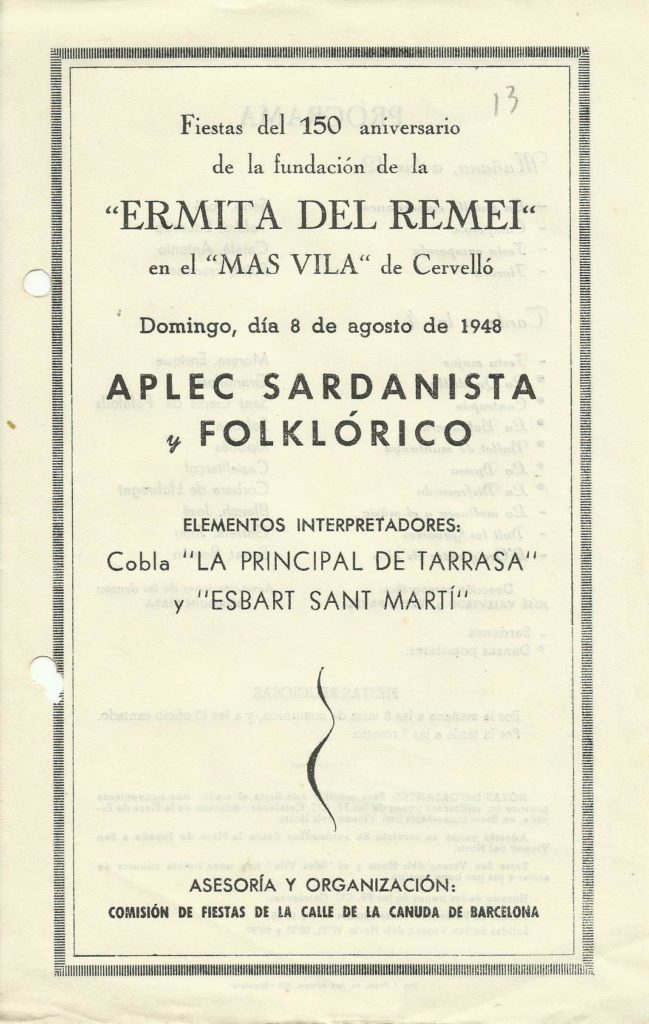 13
Fiestas del 150 aniversario
de la fundación de la
“ERMITA DEL REMEI“
en el “MAS VILA“ de Cervelló
Domingo, día 8 de agosto de 1948
APLEC SARDANISTA
y FOLKLÓRICO
ELEMENTOS INTERPRETADORES:
Cobla "LA PRINCIPAL DE TARRASA"
y "ESBART SANT MARTÍ"
ASESORÍA Y ORGANIZACIÓN:
COMISIÓN DE FIESTAS DE LA CALLE DE LA CANUDA DE BARCELONA